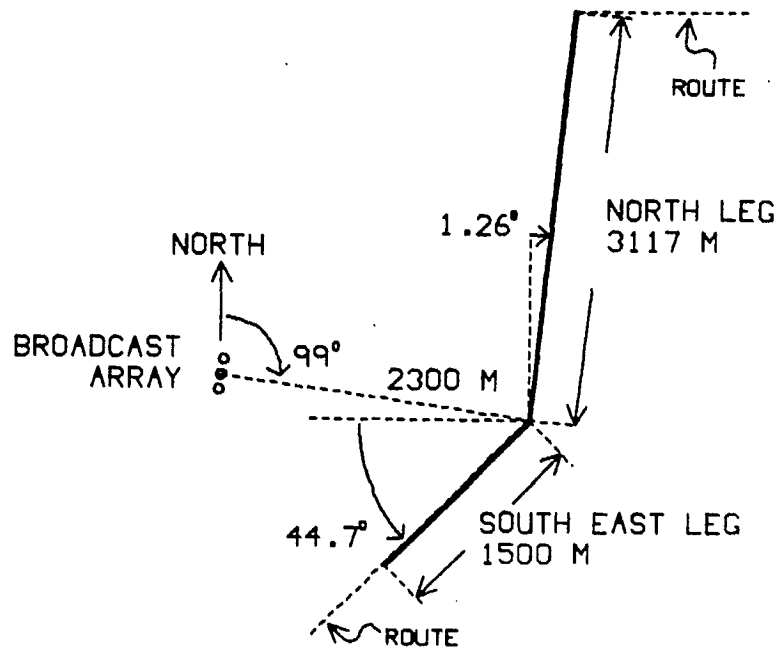 ROUTE
NORTH LEG
3117 M
1.26°
NORTH
BROADCAST
ARRAY
99°
2300 M
44.7°
SOUTH EAST LEG
1500 M
ROUTE